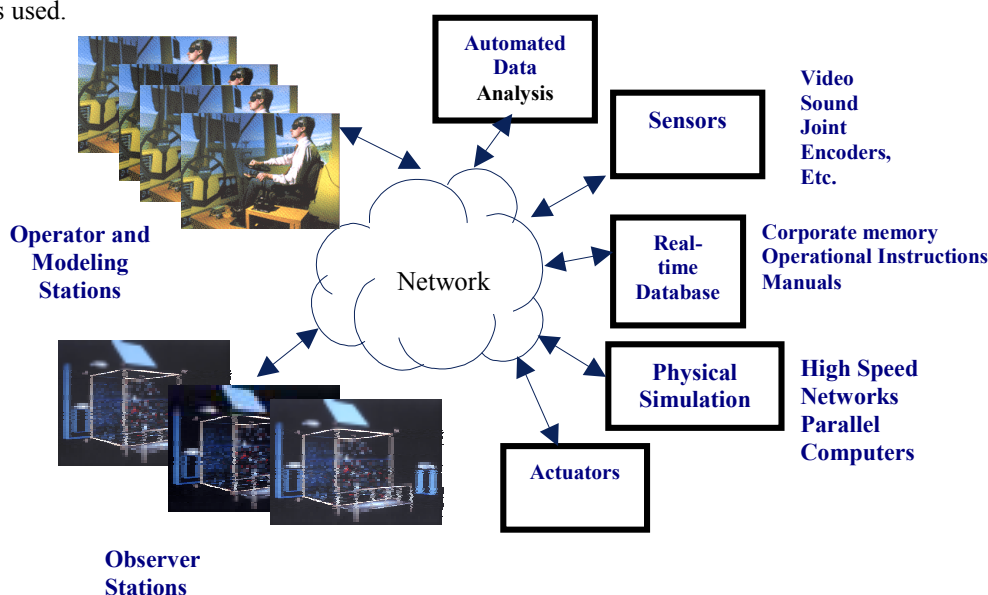 s used.
Automated
Data
Analysis
Sensors
Video
Sound
Joint
Encoders,
Etc.
Operator and
Modeling
Stations
Network
Real-
time
Database
Corporate memory
Operational Instructions
Manuals
Physical
Simulation
High Speed
Networks
Parallel
Computers
Actuators
Observer
Stations